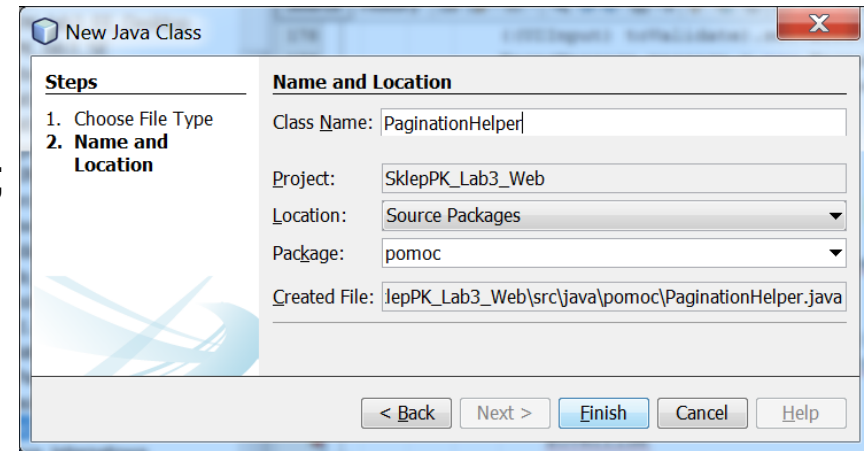 New Java Class
X
Steps
1. Choose File Type
2. Name and
Location
Name and Location
Class Name: PaginationHelper
Project: SklepPK_Lab3_Web
Location: Source Packages
Package: pomoc
Created File: lepPK_Lab3_Web\src\java\pomoc\PaginationHelper.java
< Back Next > Finish Cancel Help